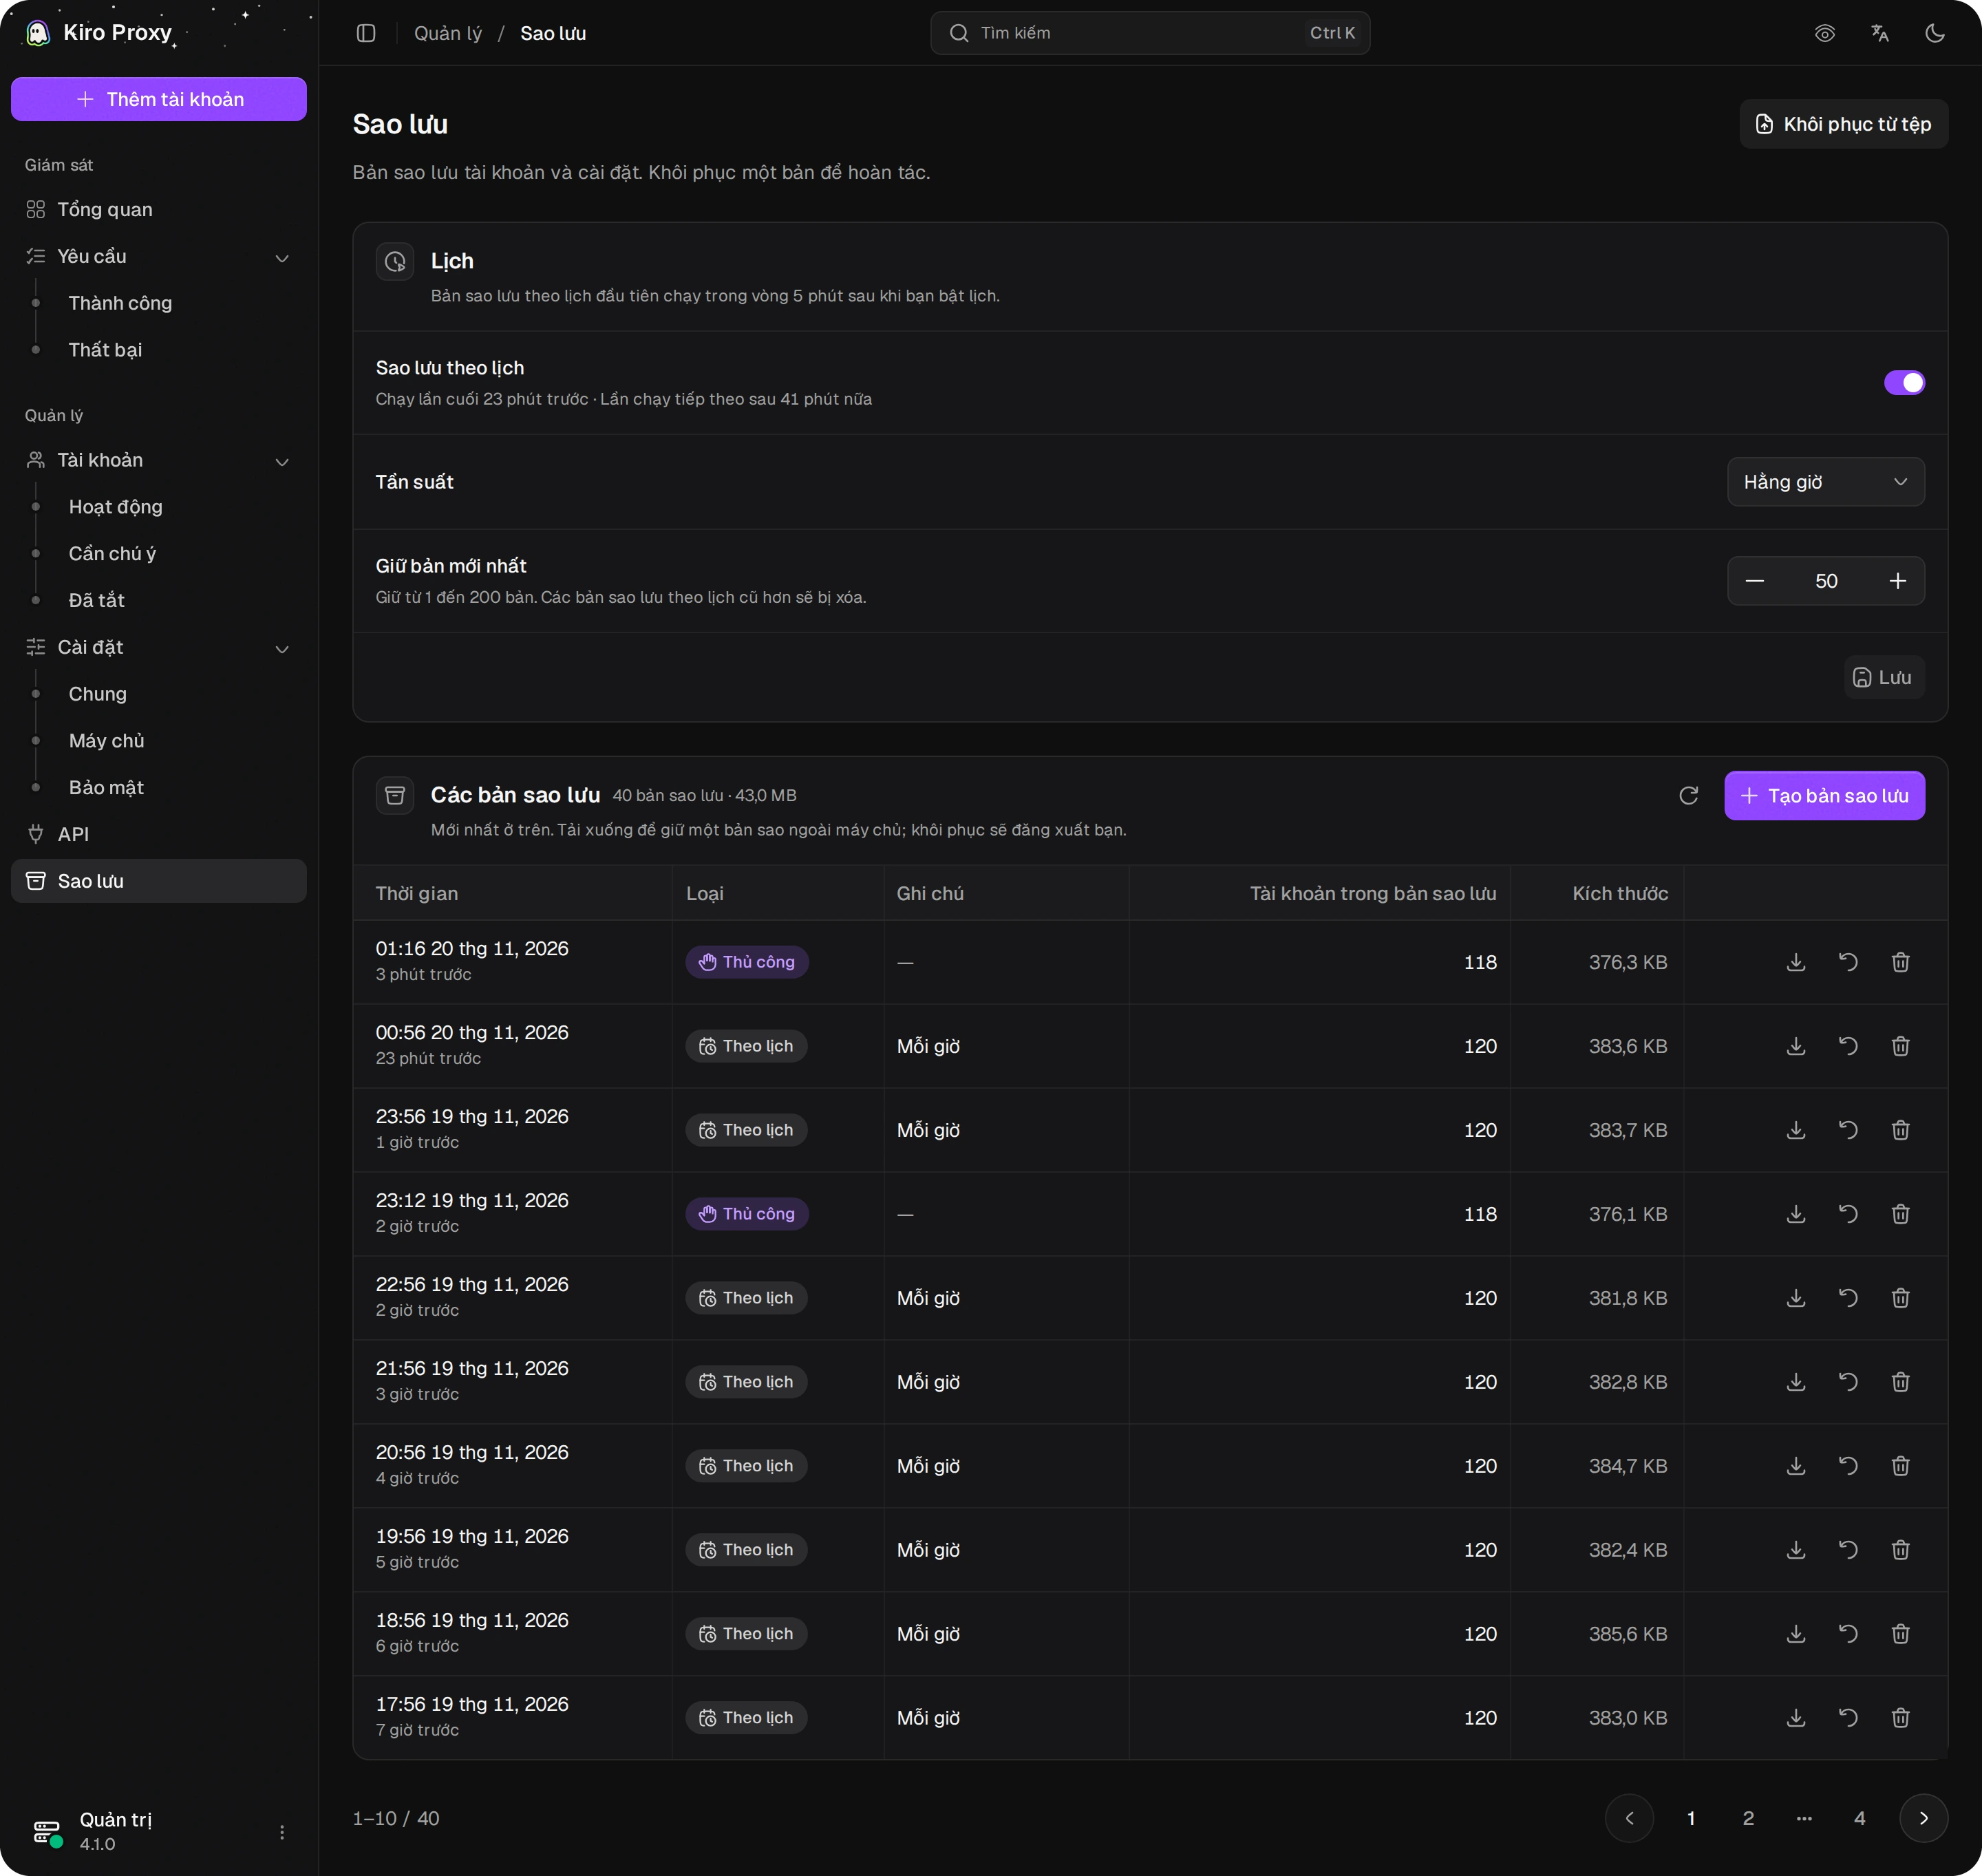 Kiro Proxy
Thêm tài khoản
Giám sát
Tổng quan
Yêu cầu
Thành công
Thất bại
Quản lý
Tài khoản
Hoạt động
Cần chú ý
Đã tắt
Cài đặt
Chung
Máy chủ
Bảo mật
API
Sao lưu
Quản trị
4.1.0
Quản lý / Sao lưu
Tìm kiếm Ctrl K
Sao lưu
Khôi phục từ tệp
Bản sao lưu tài khoản và cài đặt. Khôi phục một bản để hoàn tác.
Lịch
Bản sao lưu theo lịch đầu tiên chạy trong vòng 5 phút sau khi bạn bật lịch.
Sao lưu theo lịch
Chạy lần cuối 23 phút trước · Lần chạy tiếp theo sau 41 phút nữa
Tần suất
Hằng giờ
Giữ bản mới nhất
Giữ từ 1 đến 200 bản. Các bản sao lưu theo lịch cũ hơn sẽ bị xóa.
50
Lưu
Các bản sao lưu 40 bản sao lưu · 43,0 MB
Tạo bản sao lưu
Mới nhất ở trên. Tải xuống để giữ một bản sao ngoài máy chủ; khôi phục sẽ đăng xuất bạn.
Thời gian Loại Ghi chú Tài khoản trong bản sao lưu Kích thước
01:16 20 thg 11, 2026
3 phút trước
Thủ công — 118 376,3 KB
00:56 20 thg 11, 2026
23 phút trước
Theo lịch Mỗi giờ 120 383,6 KB
23:56 19 thg 11, 2026
1 giờ trước
Theo lịch Mỗi giờ 120 383,7 KB
23:12 19 thg 11, 2026
2 giờ trước
Thủ công — 118 376,1 KB
22:56 19 thg 11, 2026
2 giờ trước
Theo lịch Mỗi giờ 120 381,8 KB
21:56 19 thg 11, 2026
3 giờ trước
Theo lịch Mỗi giờ 120 382,8 KB
20:56 19 thg 11, 2026
4 giờ trước
Theo lịch Mỗi giờ 120 384,7 KB
19:56 19 thg 11, 2026
5 giờ trước
Theo lịch Mỗi giờ 120 382,4 KB
18:56 19 thg 11, 2026
6 giờ trước
Theo lịch Mỗi giờ 120 385,6 KB
17:56 19 thg 11, 2026
7 giờ trước
Theo lịch Mỗi giờ 120 383,0 KB
1–10 / 40
1 2 ··· 4